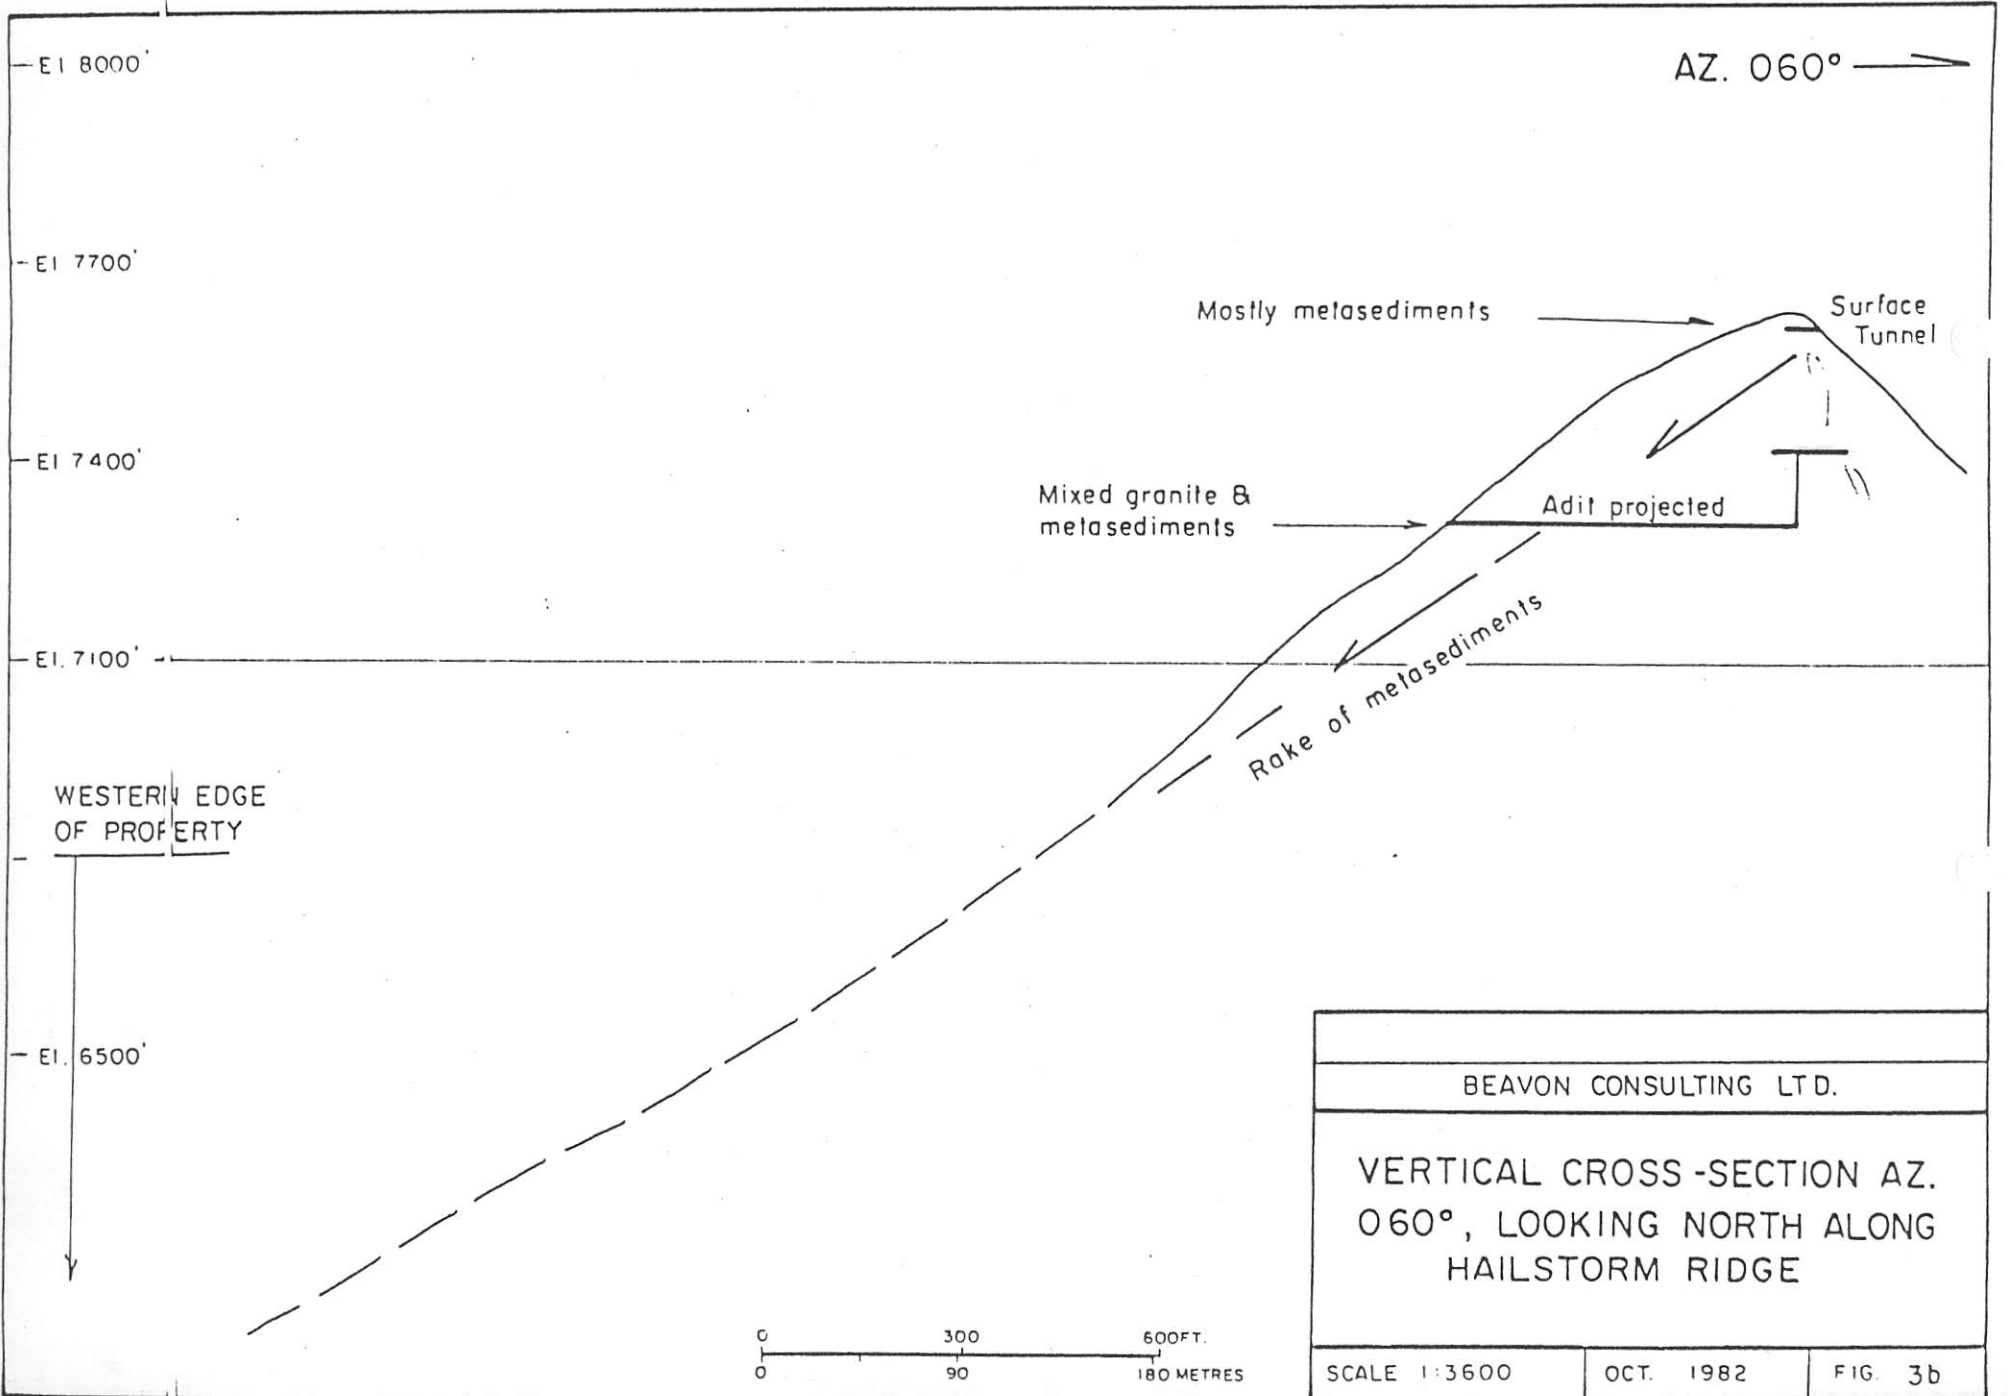 El 8000'
AZ. 060°
El 7700'
Mostly metasediments
Surface
Tunnel
El 7400'
Mixed granite &
metasediments
Adit projected
El. 7100'
Rake of metasediments
WESTERN EDGE
OF PROPERTY
El. 6500'
BEAVON CONSULTING LTD.
VERTICAL CROSS-SECTION AZ.
060°, LOOKING NORTH ALONG
HAILSTORM RIDGE
0 300 600FT.
0 90 180 METRES
SCALE 1:3600 OCT. 1982 FIG. 3b